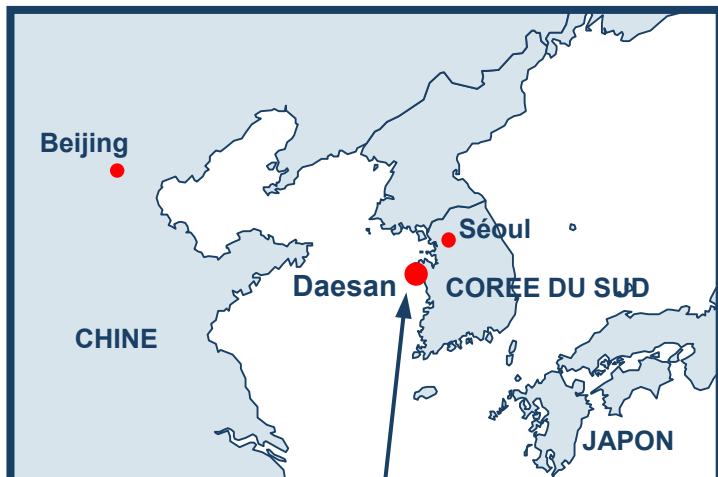 Beijing
Séoul
Daesan
COREE DU SUD
CHINE
JAPON